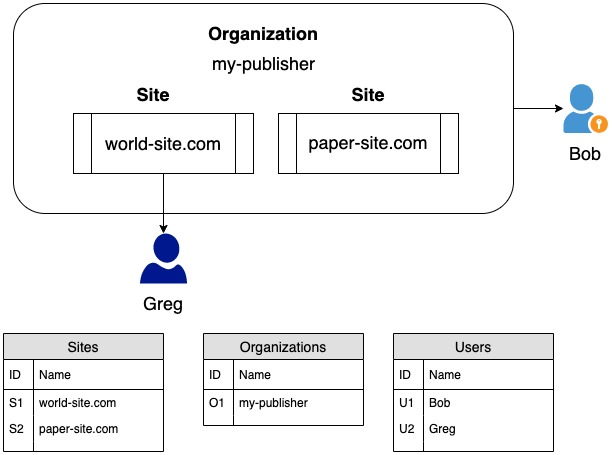 Organization
my-publisher
Site Site
world-site.com paper-site.com
Bob
Greg
Sites
ID Name
S1 world-site.com
S2 paper-site.com
Organizations
ID Name
O1 my-publisher
Users
ID Name
U1 Bob
U2 Greg